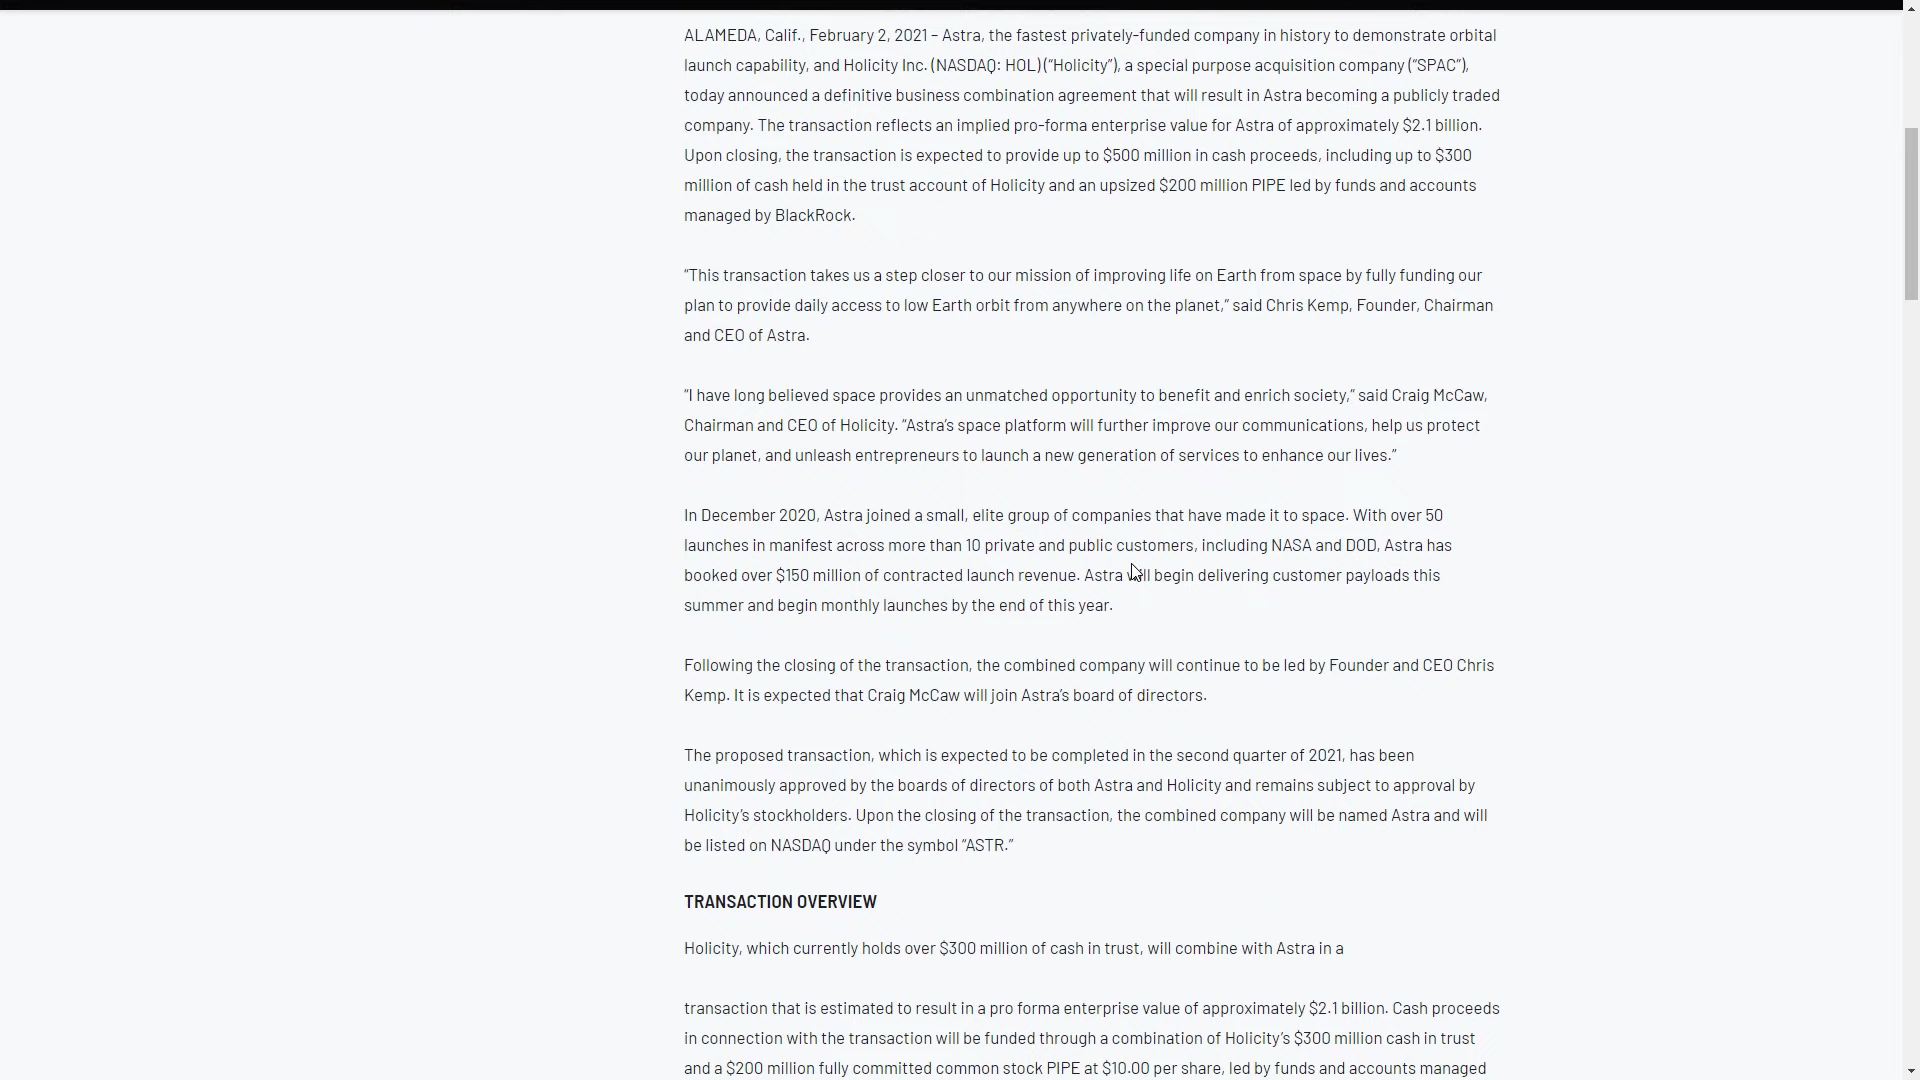 ALAMEDA, Calif., February 2, 2021 – Astra, the fastest privately-funded company in history to demonstrate orbital
launch capability, and Holicity Inc. (NASDAQ: HOL) (“Holicity”), a special purpose acquisition company (“SPAC”),
today announced a definitive business combination agreement that will result in Astra becoming a publicly traded
company. The transaction reflects an implied pro-forma enterprise value for Astra of approximately $2.1 billion.
Upon closing, the transaction is expected to provide up to $500 million in cash proceeds, including up to $300
million of cash held in the trust account of Holicity and an upsized $200 million PIPE led by funds and accounts
managed by BlackRock.
“This transaction takes us a step closer to our mission of improving life on Earth from space by fully funding our
plan to provide daily access to low Earth orbit from anywhere on the planet,” said Chris Kemp, Founder, Chairman
and CEO of Astra.
“I have long believed space provides an unmatched opportunity to benefit and enrich society,” said Craig McCaw,
Chairman and CEO of Holicity. “Astra’s space platform will further improve our communications, help us protect
our planet, and unleash entrepreneurs to launch a new generation of services to enhance our lives.”
In December 2020, Astra joined a small, elite group of companies that have made it to space. With over 50
launches in manifest across more than 10 private and public customers, including NASA and DOD, Astra has
booked over $150 million of contracted launch revenue. Astra will begin delivering customer payloads this
summer and begin monthly launches by the end of this year.
Following the closing of the transaction, the combined company will continue to be led by Founder and CEO Chris
Kemp. It is expected that Craig McCaw will join Astra’s board of directors.
The proposed transaction, which is expected to be completed in the second quarter of 2021, has been
unanimously approved by the boards of directors of both Astra and Holicity and remains subject to approval by
Holicity’s stockholders. Upon the closing of the transaction, the combined company will be named Astra and will
be listed on NASDAQ under the symbol “ASTR.”
TRANSACTION OVERVIEW
Holicity, which currently holds over $300 million of cash in trust, will combine with Astra in a
transaction that is estimated to result in a pro forma enterprise value of approximately $2.1 billion. Cash proceeds
in connection with the transaction will be funded through a combination of Holicity’s $300 million cash in trust
and a $200 million fully committed common stock PIPE at $10.00 per share, led by funds and accounts managed